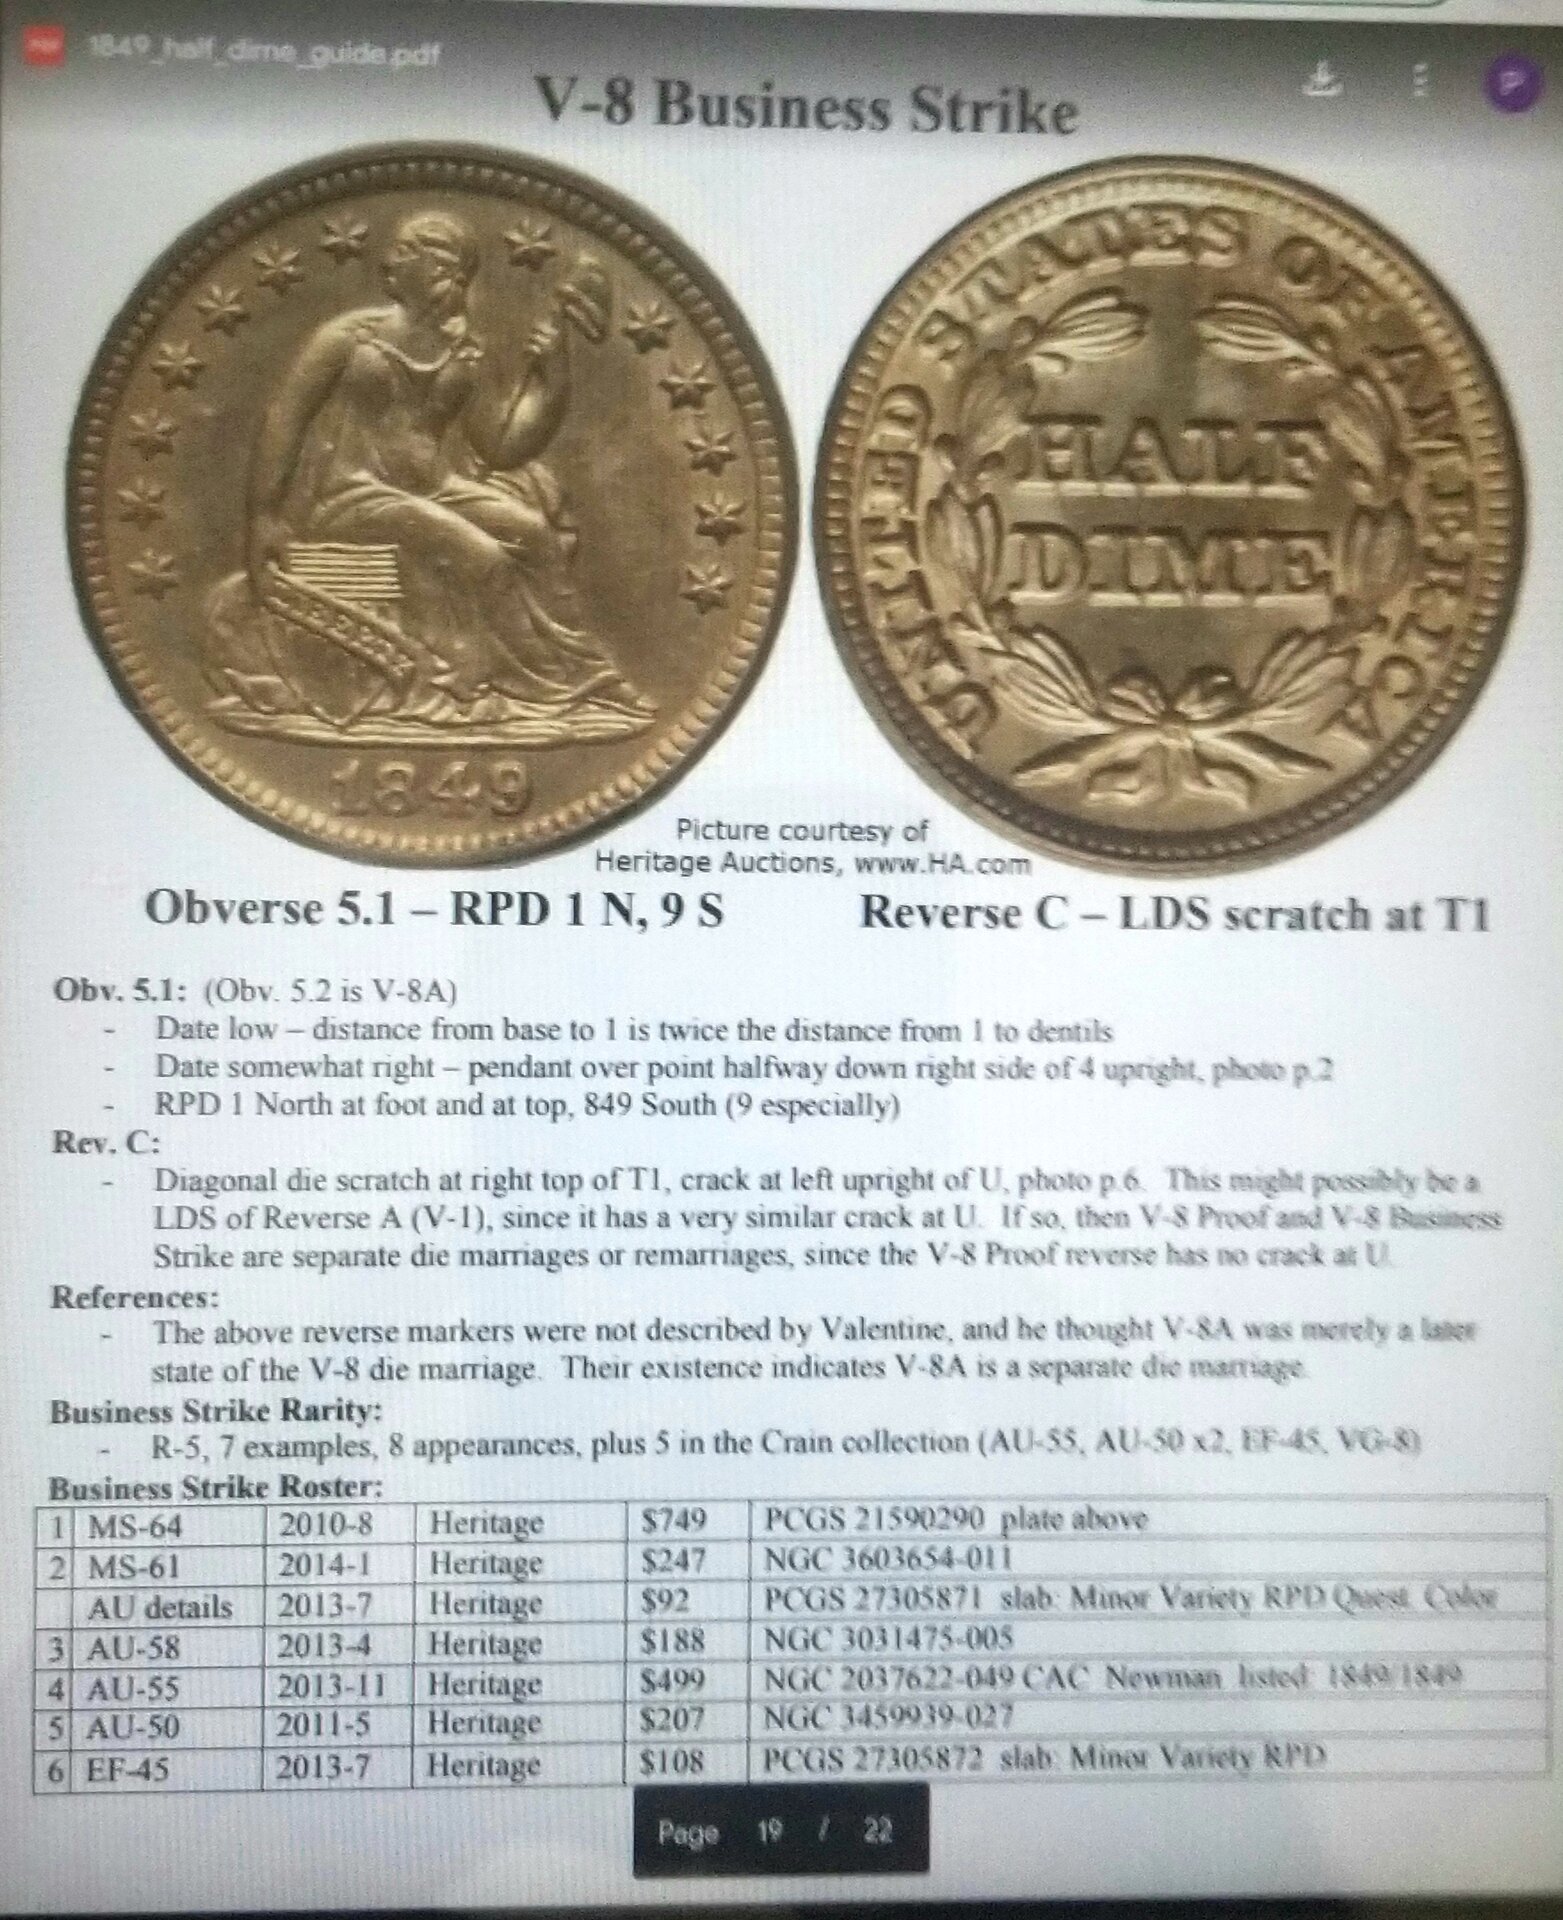 1849_half_dime_guide.pdf
V-8 Business Strike
UNITED STATES OF AMERICA
HALF
DIME
LIBERTY
1849
Picture courtesy of
Heritage Auctions, www.HA.com
Obverse 5.1 – RPD 1 N, 9 S
Reverse C – LDS scratch at T1
Obv. 5.1: (Obv. 5.2 is V-8A)
- Date low – distance from base to 1 is twice the distance from 1 to dentils
- Date somewhat right – pendant over point halfway down right side of 4 upright, photo p.2
- RPD 1 North at foot and at top, 849 South (9 especially)
Rev. C:
- Diagonal die scratch at right top of T1, crack at left upright of U, photo p.6. This might possibly be a
LDS of Reverse A (V-1), since it has a very similar crack at U. If so, then V-8 Proof and V-8 Business
Strike are separate die marriages or remarriages, since the V-8 Proof reverse has no crack at U.
References:
- The above reverse markers were not described by Valentine, and he thought V-8A was merely a later
state of the V-8 die marriage. Their existence indicates V-8A is a separate die marriage.
Business Strike Rarity:
- R-5, 7 examples, 8 appearances, plus 5 in the Crain collection (AU-55, AU-50 x2, EF-45, VG-8)
Business Strike Roster:
1 MS-64 2010-8 Heritage $749 PCGS 21590290 plate above
2 MS-61 2014-1 Heritage $247 NGC 3603654-011
AU details 2013-7 Heritage $92 PCGS 27305871 slab: Minor Variety RPD Quest. Color
3 AU-58 2013-4 Heritage $188 NGC 3031475-005
4 AU-55 2013-11 Heritage $499 NGC 2037622-049 CAC Newman listed 1849/1849
5 AU-50 2011-5 Heritage $207 NGC 3459939-027
6 EF-45 2013-7 Heritage $108 PCGS 27305872 slab: Minor Variety RPD
Page 19 / 22
P